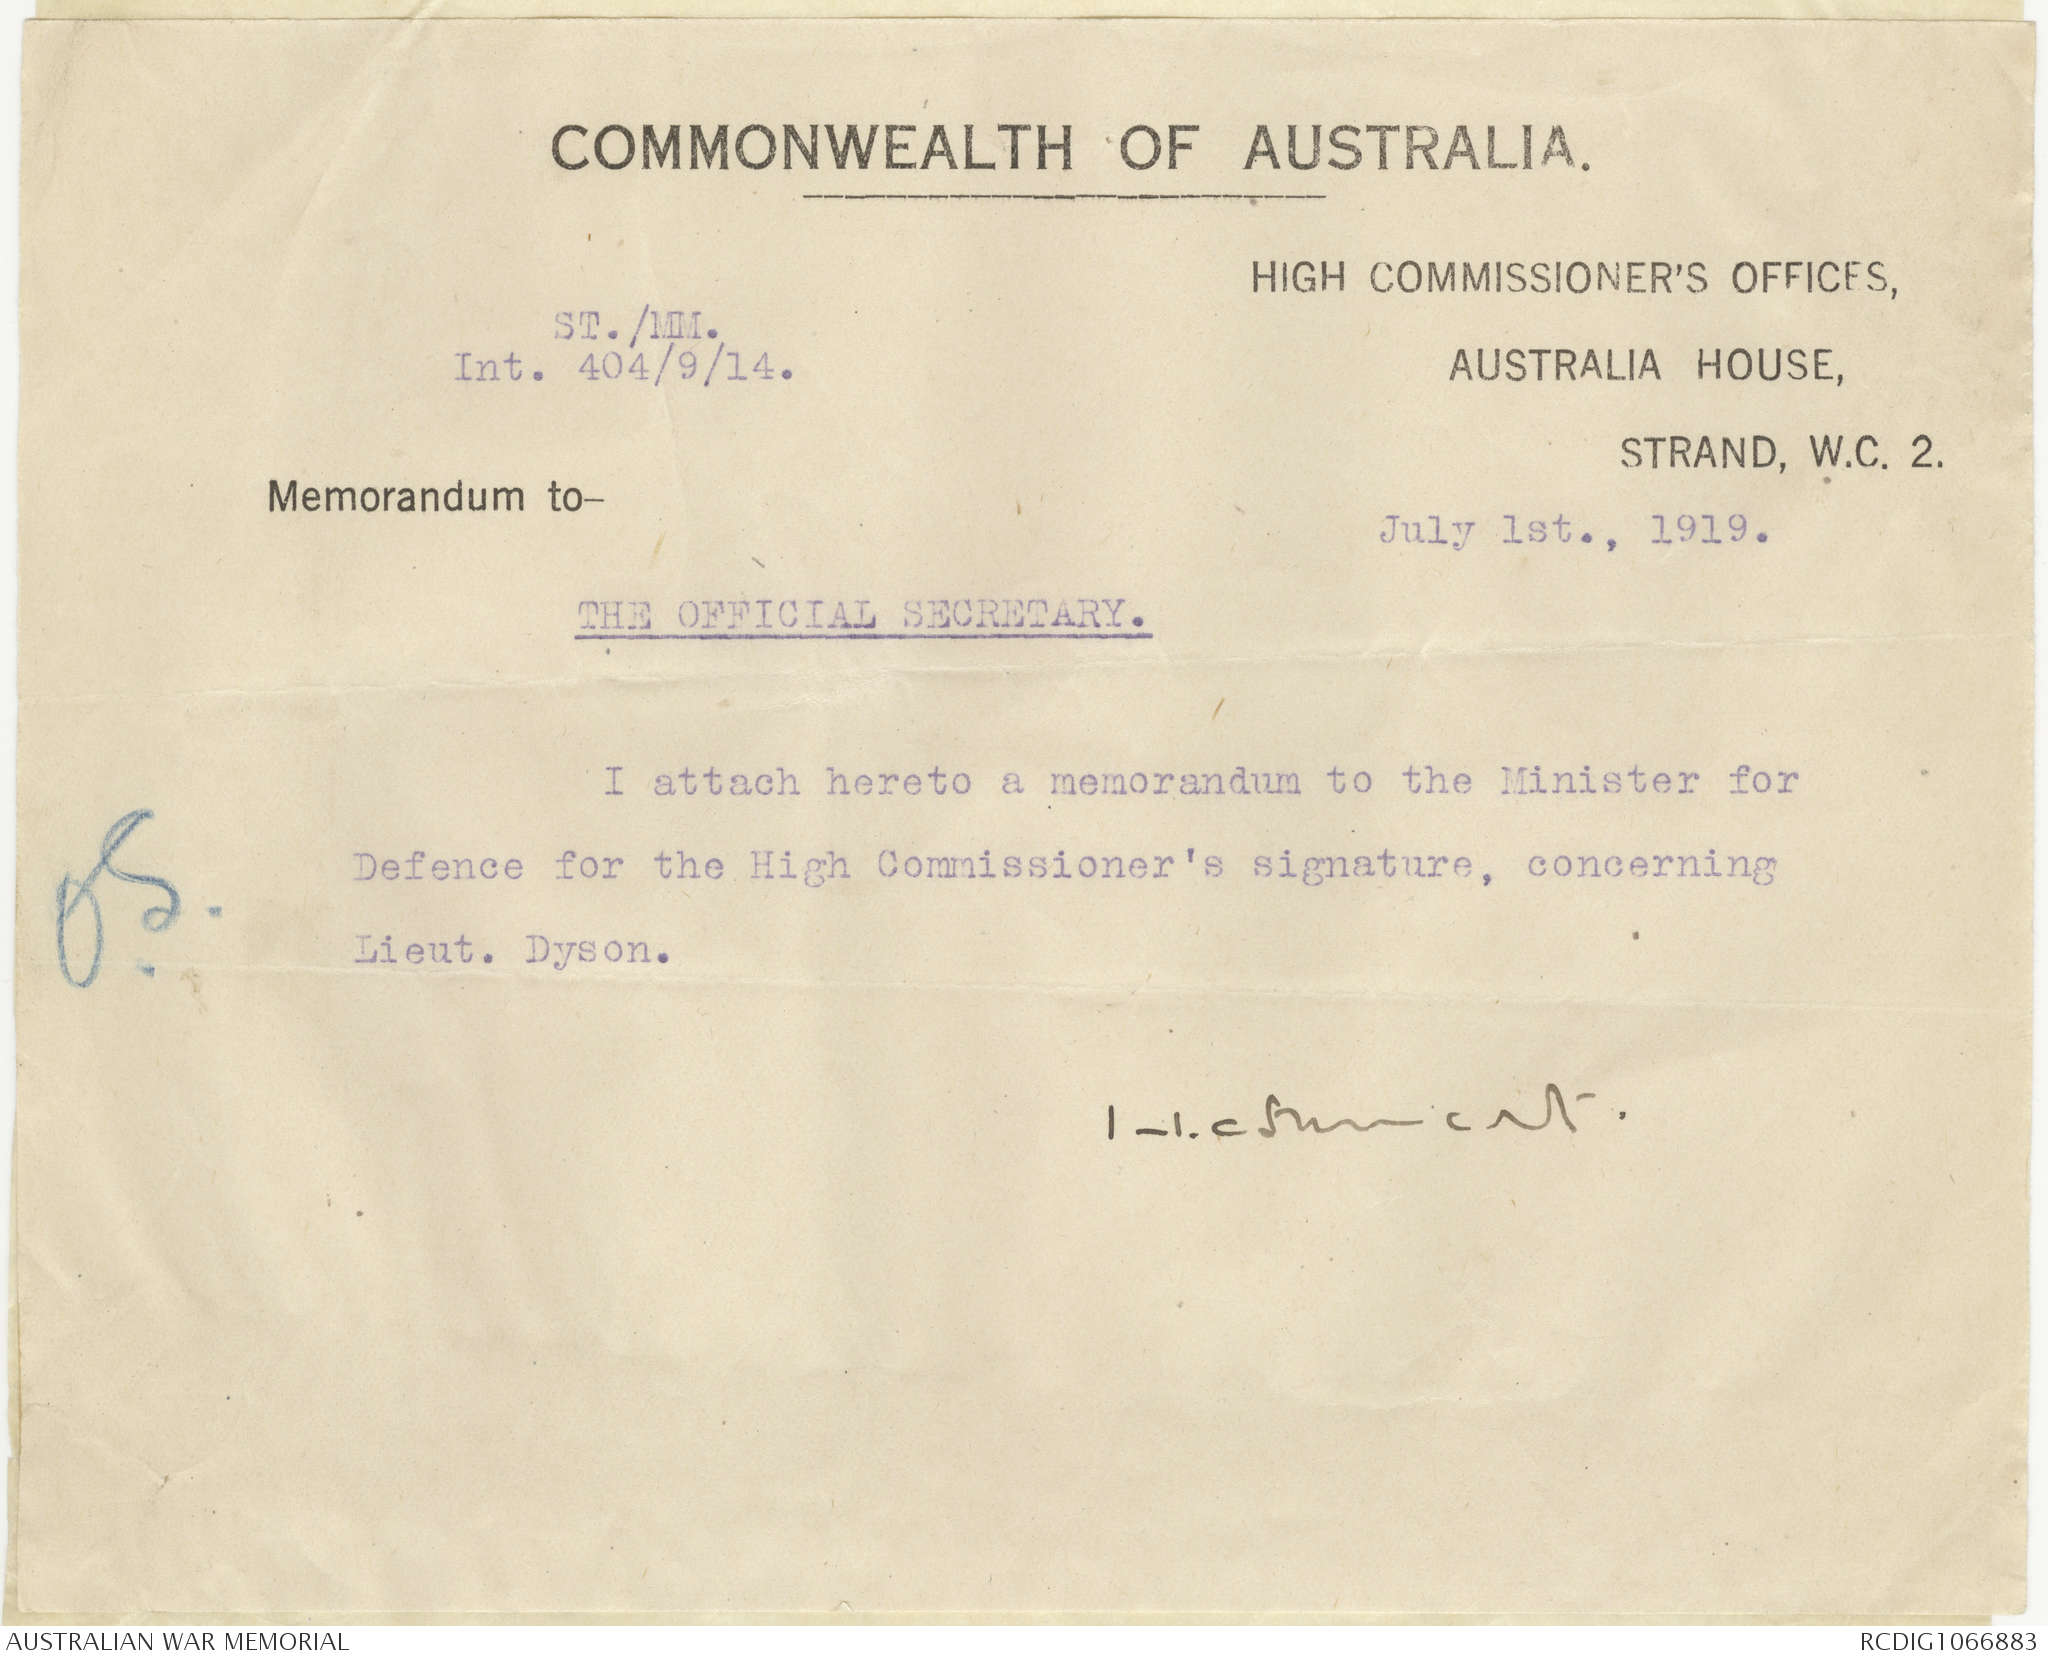 COMMONWEALTH OF AUSTRALIA.
HIGH COMMISSIONER'S OFFICES,
ST./MM.
Int. 404/9/14.
AUSTRALIA HOUSE,
STRAND, W.C. 2.
Memorandum to–
July 1st., 1919.
THE OFFICIAL SECRETARY.
I attach hereto a memorandum to the Minister for
Defence for the High Commissioner's signature, concerning
Lieut. Dyson.
AUSTRALIAN WAR MEMORIAL
RCDIG1066883